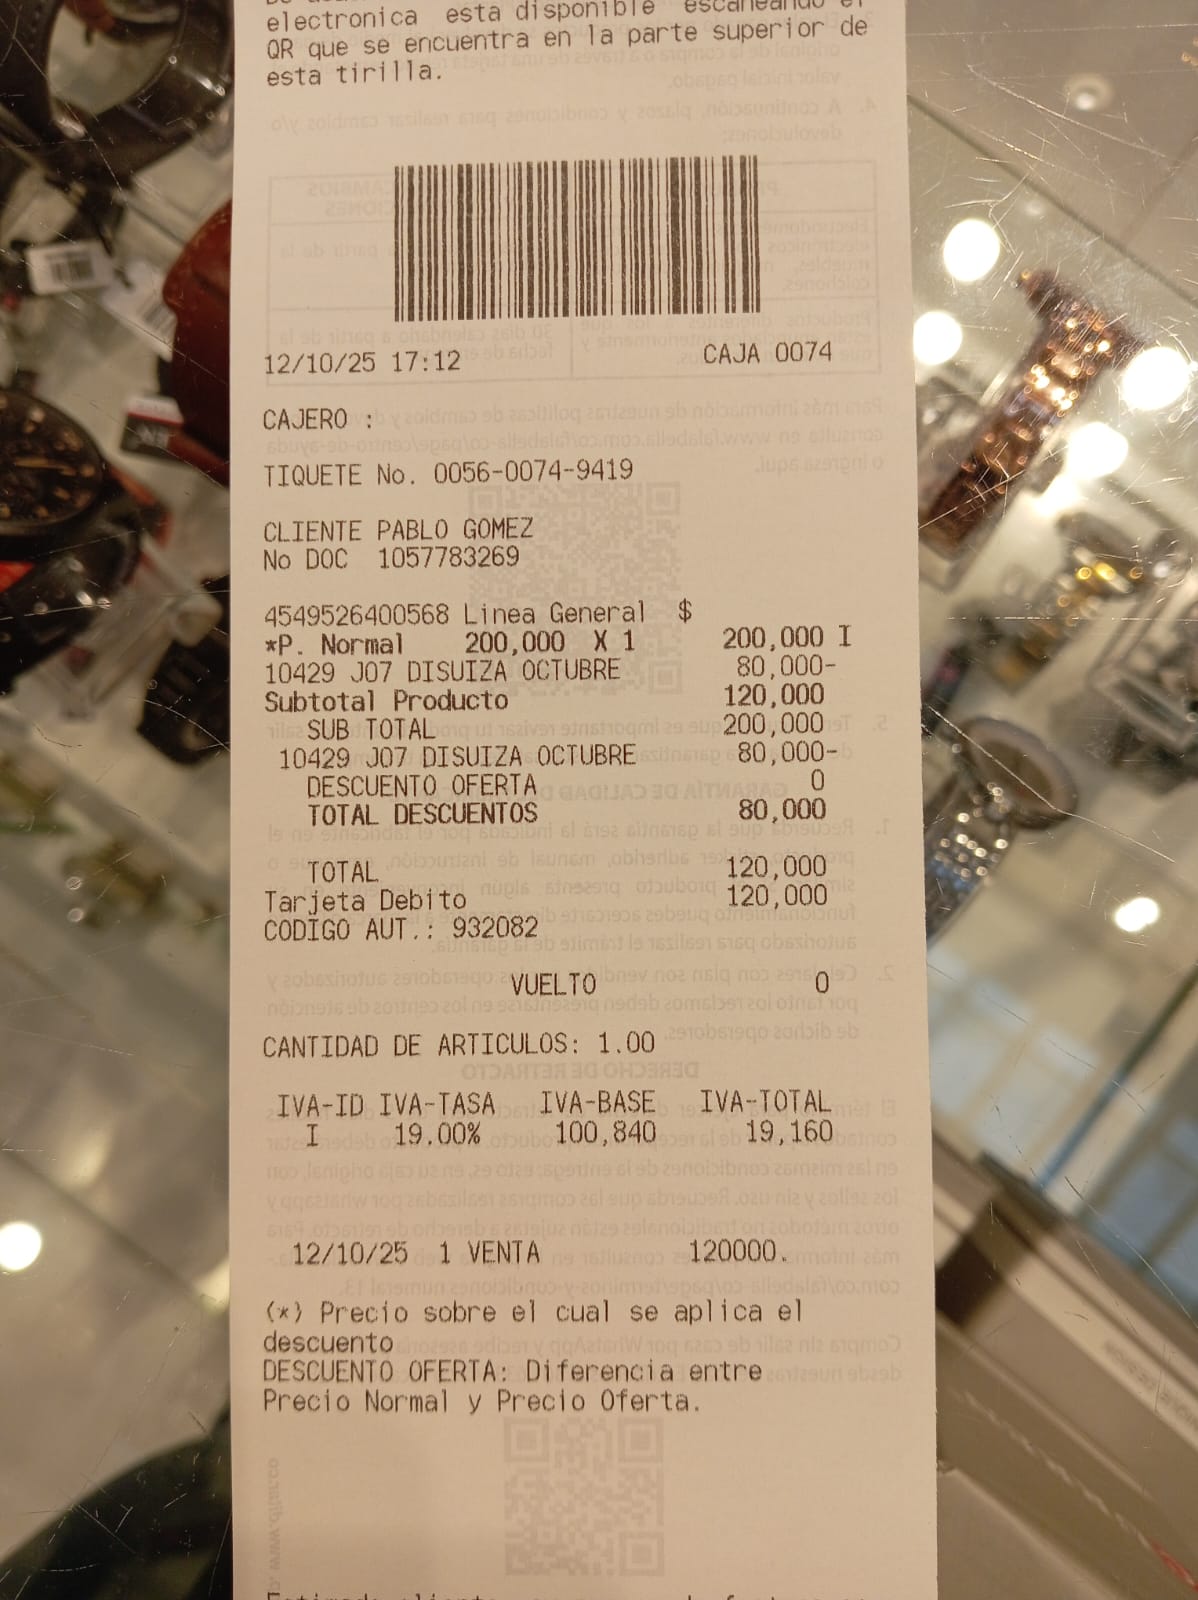 electronica esta disponible escaneando el
QR que se encuentra en la parte superior de
esta tirilla.
12/10/25 17:12 CAJA 0074
CAJERO :
TIQUETE No. 0056-0074-9419
CLIENTE PABLO GOMEZ
No DOC 1057783269
4549526400568 Linea General $
*P. Normal 200,000 X 1 200,000 I
10429 J07 DISUIZA OCTUBRE 80,000-
Subtotal Producto 120,000
SUB TOTAL 200,000
10429 J07 DISUIZA OCTUBRE 80,000-
DESCUENTO OFERTA 0
TOTAL DESCUENTOS 80,000
TOTAL 120,000
Tarjeta Debito 120,000
CODIGO AUT.: 932082
VUELTO 0
CANTIDAD DE ARTICULOS: 1.00
IVA-ID IVA-TASA IVA-BASE IVA-TOTAL
I 19.00% 100,840 19,160
12/10/25 1 VENTA 120000.
(*) Precio sobre el cual se aplica el
descuento
DESCUENTO OFERTA: Diferencia entre
Precio Normal y Precio Oferta.